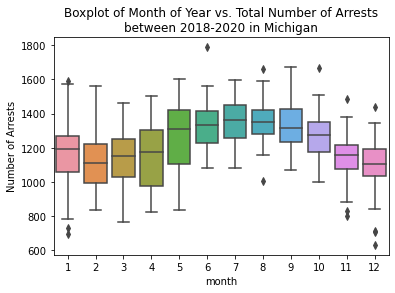 Boxplot of Month of Year vs. Total Number of Arrests
between 2018-2020 in Michigan
1800
1600
1400
1200
1000
800
600
Number of Arrests
1 2 3 4 5 6 7 8 9 10 11 12
month